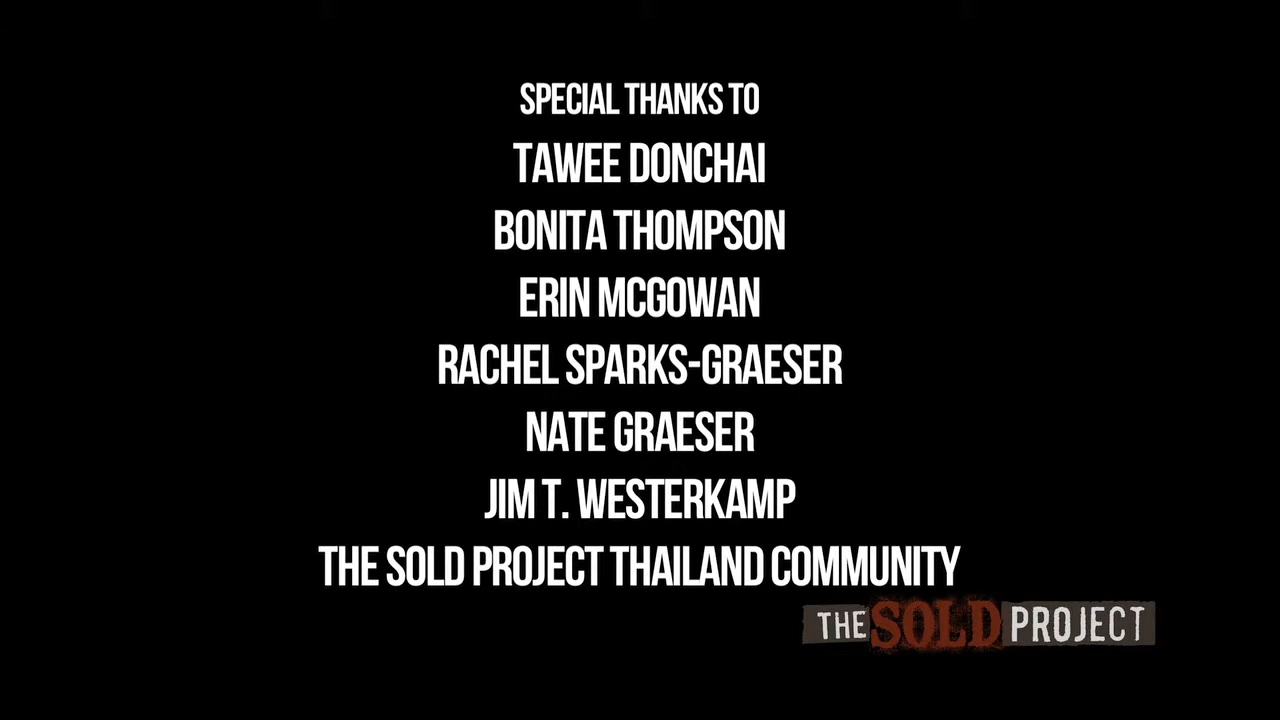 SPECIAL THANKS TO
TAWEE DONCHAI
BONITA THOMPSON
ERIN MCGOWAN
RACHEL SPARKS-GRAESER
NATE GRAESER
JIM T. WESTERKAMP
THE SOLD PROJECT THAILAND COMMUNITY
THE SOLD PROJECT